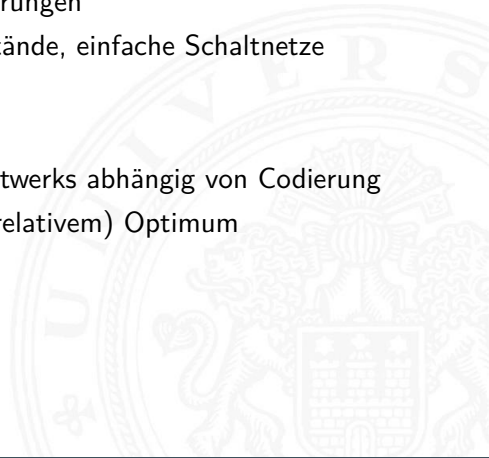 rungen
tände, einfache Schaltnetze
twerks abhängig von Codierung
relativem) Optimum